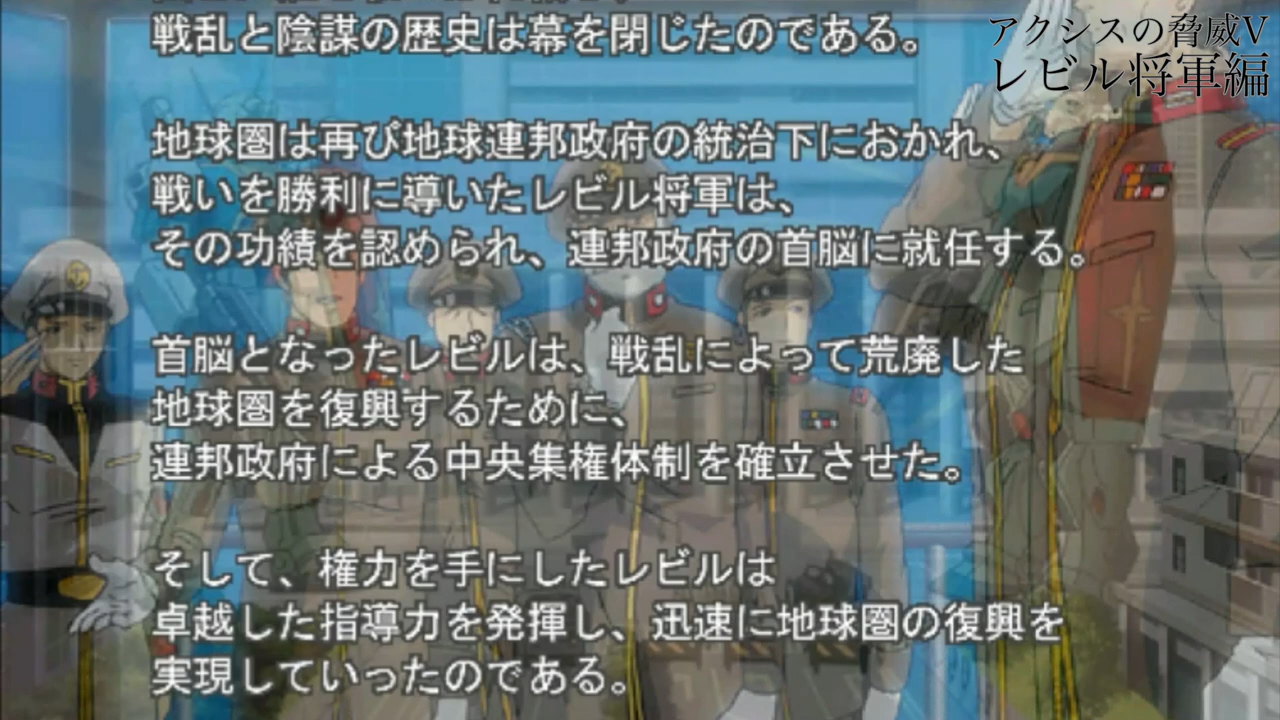 アクシスの脅威V
レビル将軍編
戦乱と陰謀の歴史は幕を閉じたのである。
地球圏は再び地球連邦政府の統治下におかれ、
戦いを勝利に導いたレビル将軍は、
その功績を認められ、連邦政府の首脳に就任する。
首脳となったレビルは、戦乱によって荒廃した
地球圏を復興するために、
連邦政府による中央集権体制を確立させた。
そして、権力を手にしたレビルは
卓越した指導力を発揮し、迅速に地球圏の復興を
実現していったのである。